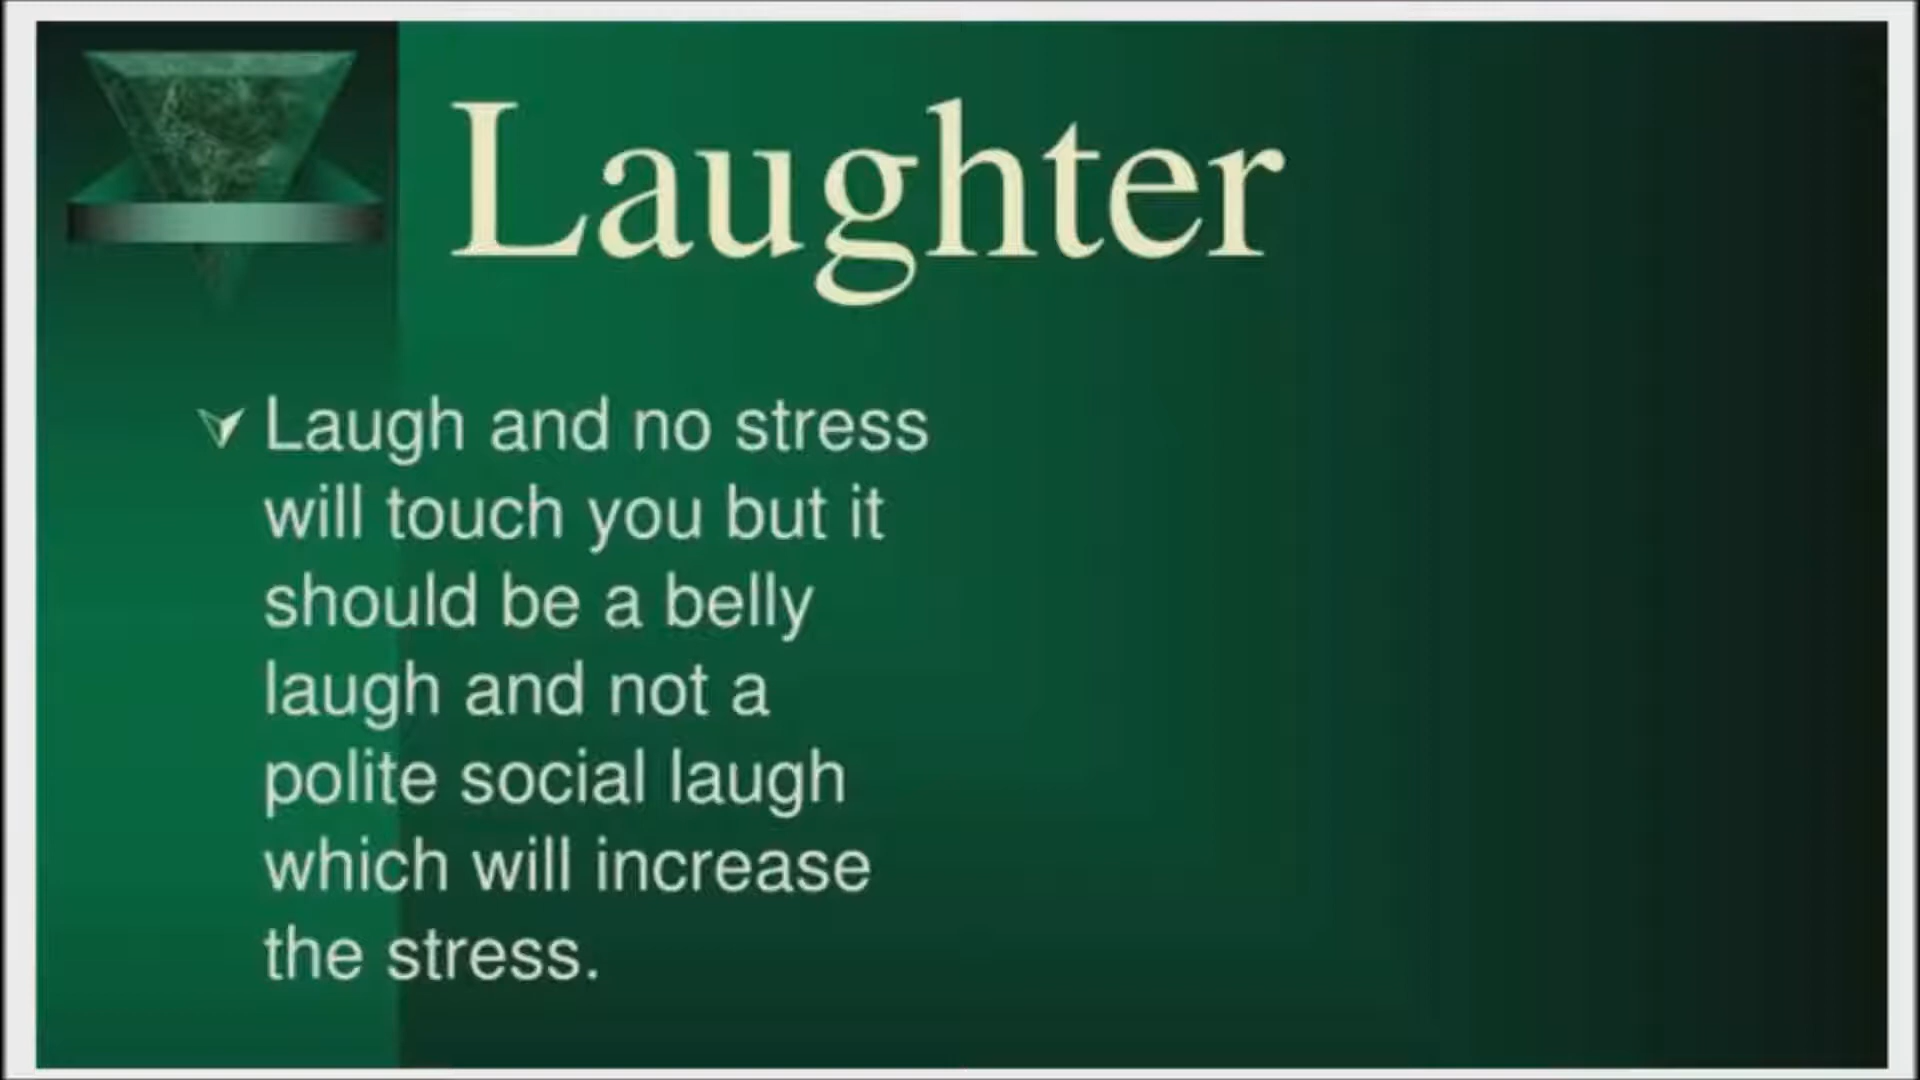 Laughter
Laugh and no stress
will touch you but it
should be a belly
laugh and not a
polite social laugh
which will increase
the stress.